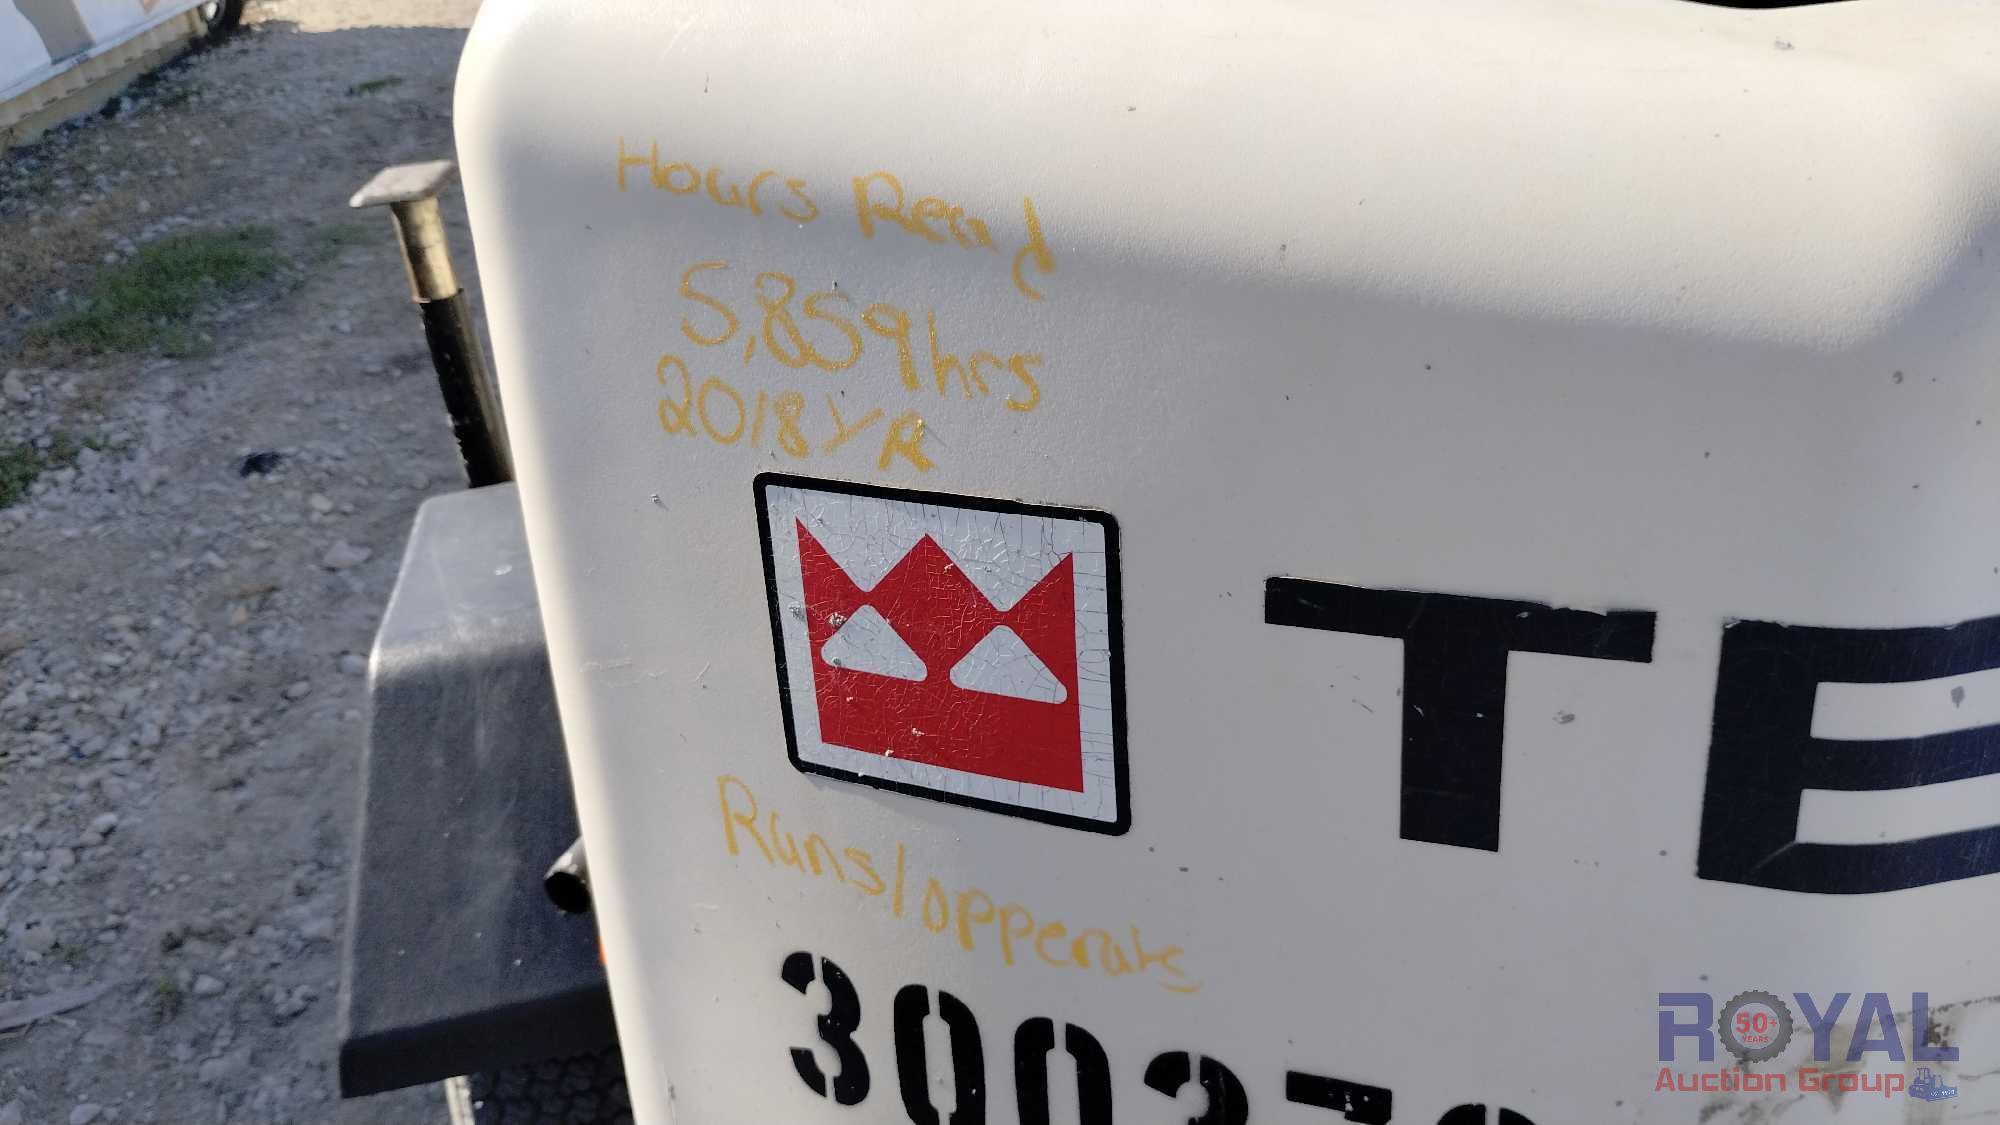 Hours Read
5,859hrs
2018YR
TE
Runs/opperats
ROYAL
50+
YEARS
Auction Group